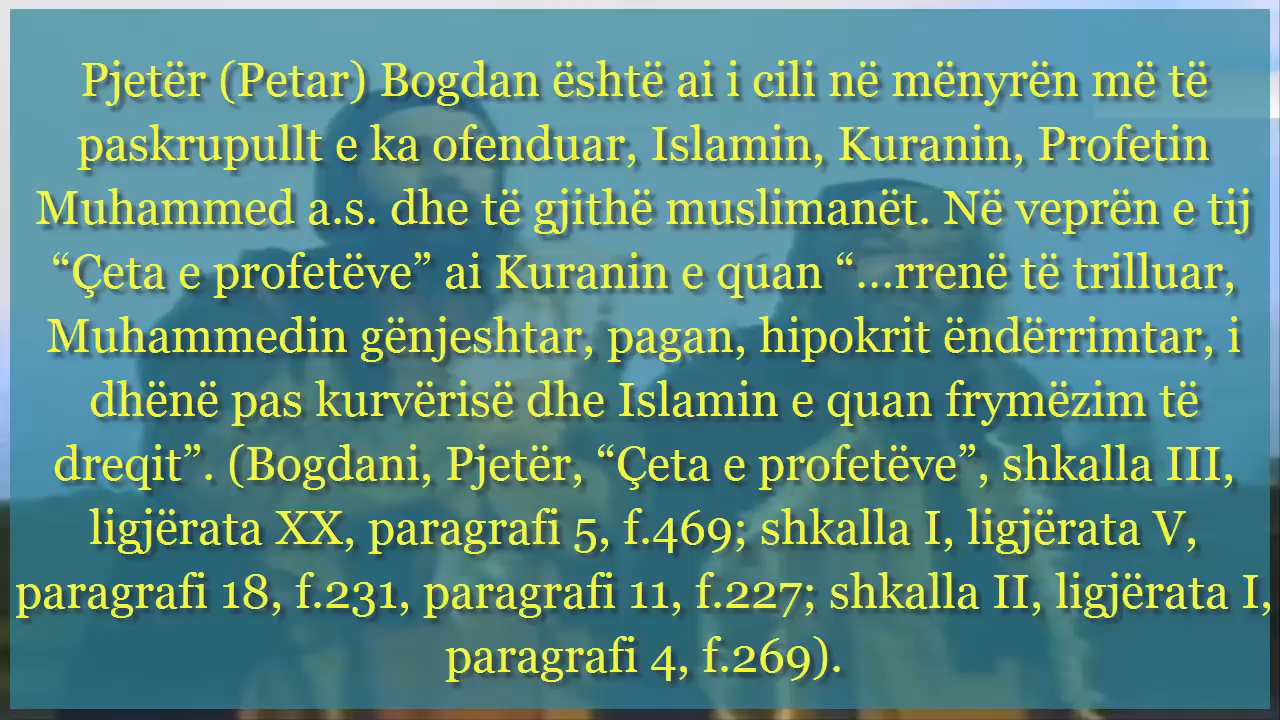 Pjetër (Petar) Bogdan është ai i cili në mënyrën më të
paskrupullt e ka ofenduar, Islamin, Kuranin, Profetin
Muhammed a.s. dhe të gjithë muslimanët. Në veprën e tij
“Çeta e profetëve” ai Kuranin e quan “...rrenë të trilluar,
Muhammedin gënjeshtar, pagan, hipokrit ëndërrimtar, i
dhënë pas kurvërisë dhe Islamin e quan frymëzim të
dreqit”. (Bogdani, Pjetër, “Çeta e profetëve”, shkalla III,
ligjërata XX, paragrafi 5, f.469; shkalla I, ligjërata V,
paragrafi 18, f.231, paragrafi 11, f.227; shkalla II, ligjërata I,
paragrafi 4, f.269).